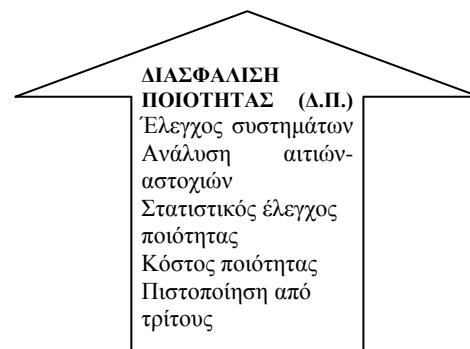 ΔΙΑΣΦΑΛΙΣΗ
ΠΟΙΟΤΗΤΑΣ (Δ.Π.)
Έλεγχος συστημάτων
Ανάλυση αιτιών-
αστοχιών
Στατιστικός έλεγχος
ποιότητας
Κόστος ποιότητας
Πιστοποίηση από
τρίτους